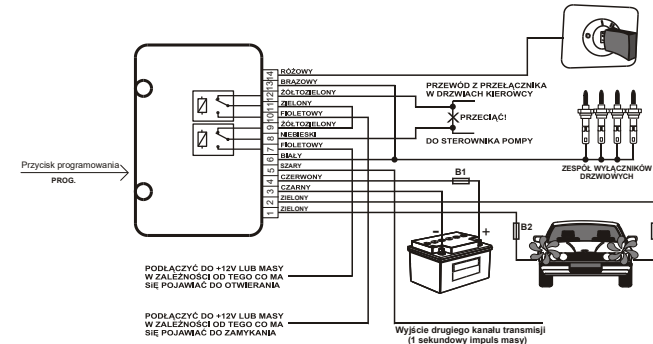 14 RÓŻOWY
13 BRĄZOWY
12 ŻÓŁTOZIELONY
11 ZIELONY
10 FIOLETOWY
9 ŻÓŁTOZIELONY
8 NIEBIESKI
7 FIOLETOWY
6 BIAŁY
5 SZARY
4 CZERWONY
3 CZARNY
2 ZIELONY
1 ZIELONY
PRZEWÓD Z PRZEŁĄCZNIKA
W DRZWIACH KIEROWCY
PRZECIĄĆ!
DO STEROWNIKA POMPY
ZESPÓŁ WYŁĄCZNIKÓW
DRZWIOWYCH
Przycisk programowania
PROG.
B1
- +
B2
PODŁĄCZYĆ DO +12V LUB MASY
W ZALEŻNOŚCI OD TEGO CO MA
SIĘ POJAWIAĆ DO OTWIERANIA
PODŁĄCZYĆ DO +12V LUB MASY
W ZALEŻNOŚCI OD TEGO CO MA
SIĘ POJAWIAĆ DO ZAMYKANIA
Wyjście drugiego kanału transmisji
(1 sekundowy impuls masy)